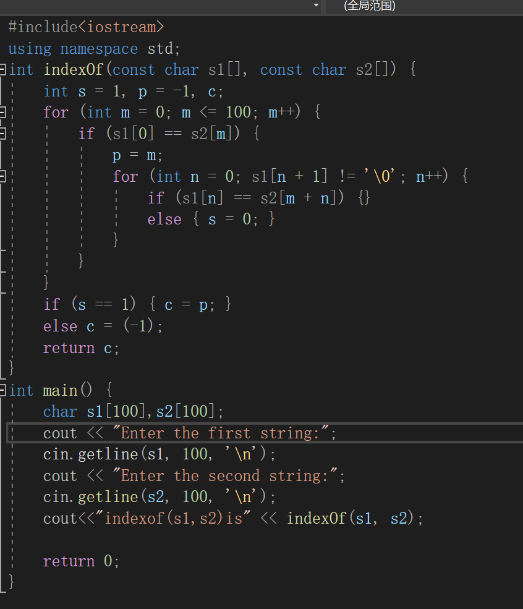 (全局范围)
#include<iostream>
using namespace std;
int indexOf(const char s1[], const char s2[]) {
int s = 1, p = -1, c;
for (int m = 0; m <= 100; m++) {
if (s1[0] == s2[m]) {
p = m;
for (int n = 0; s1[n + 1] != '\0'; n++) {
if (s1[n] == s2[m + n]) {}
else { s = 0; }
}
}
}
if (s == 1) { c = p; }
else c = (-1);
return c;
}
int main() {
char s1[100],s2[100];
cout << "Enter the first string:";
cin.getline(s1, 100, '\n');
cout << "Enter the second string:";
cin.getline(s2, 100, '\n');
cout<<"indexof(s1,s2)is" << indexOf(s1, s2);
return 0;
}